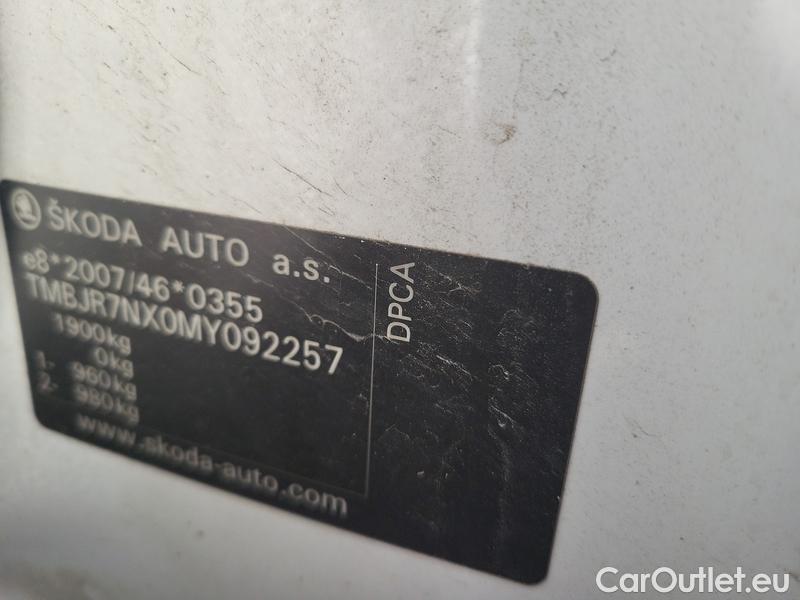 ŠKODA AUTO a.s.
e8*2007/46*0355
TMBJR7NX0MY092257
1900kg
0kg
1- 960kg
2- 980kg
www.skoda-auto.com
DPCA
CarOutlet.eu